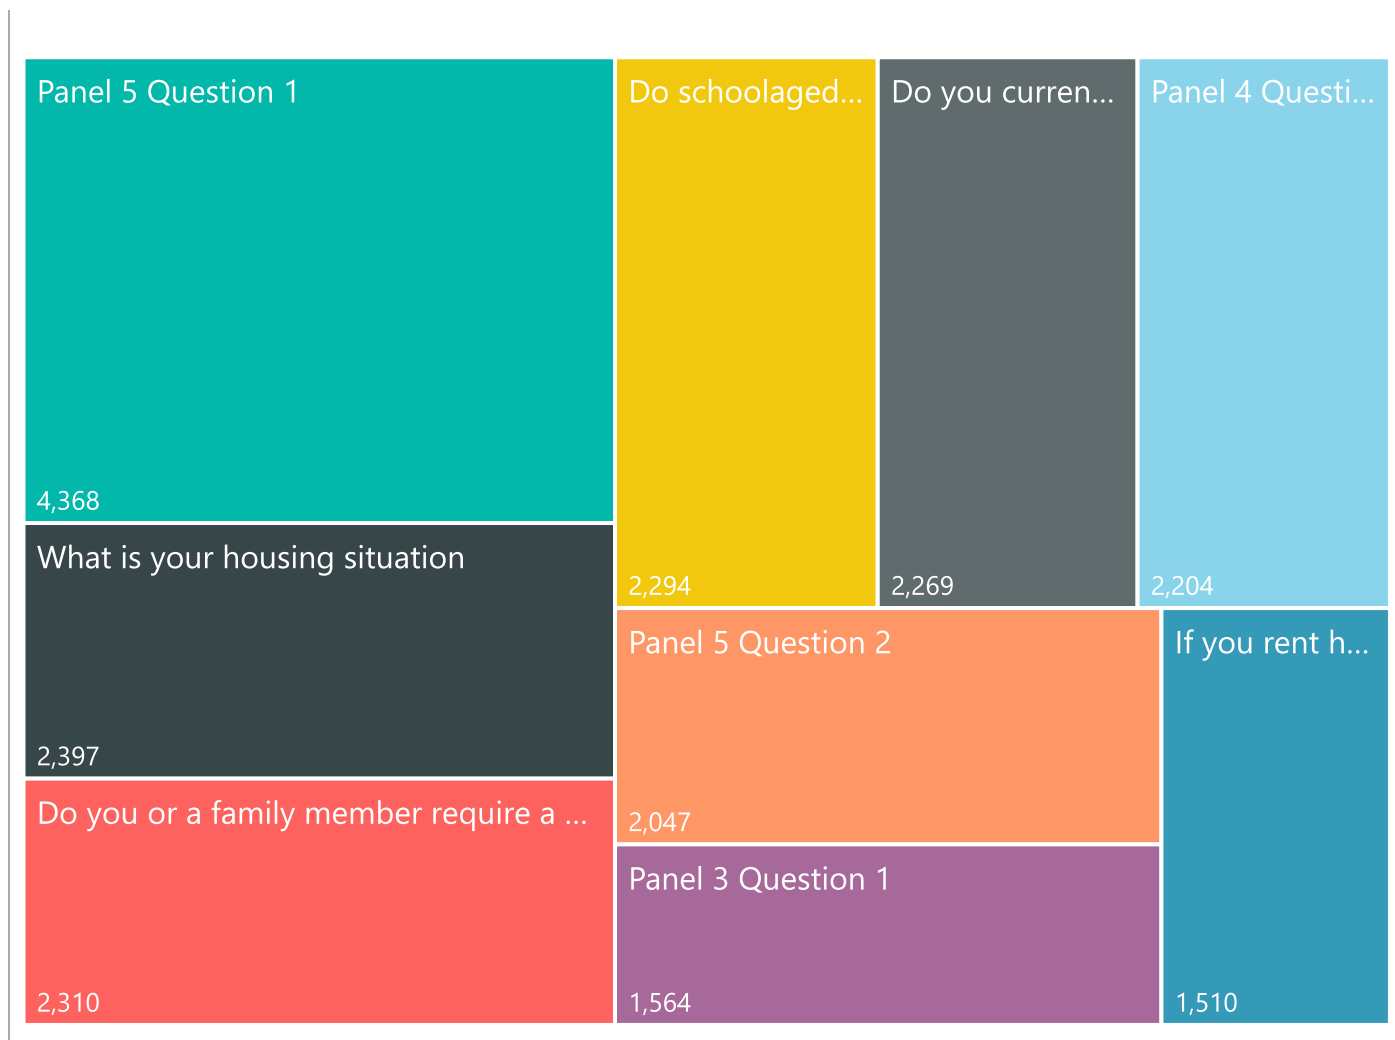 Panel 5 Question 1
4,368
What is your housing situation
2,397
Do you or a family member require a ...
2,310
Do schoolaged...
2,294
Do you curren...
2,269
Panel 4 Questi...
2,204
Panel 5 Question 2
2,047
Panel 3 Question 1
1,564
If you rent h...
1,510